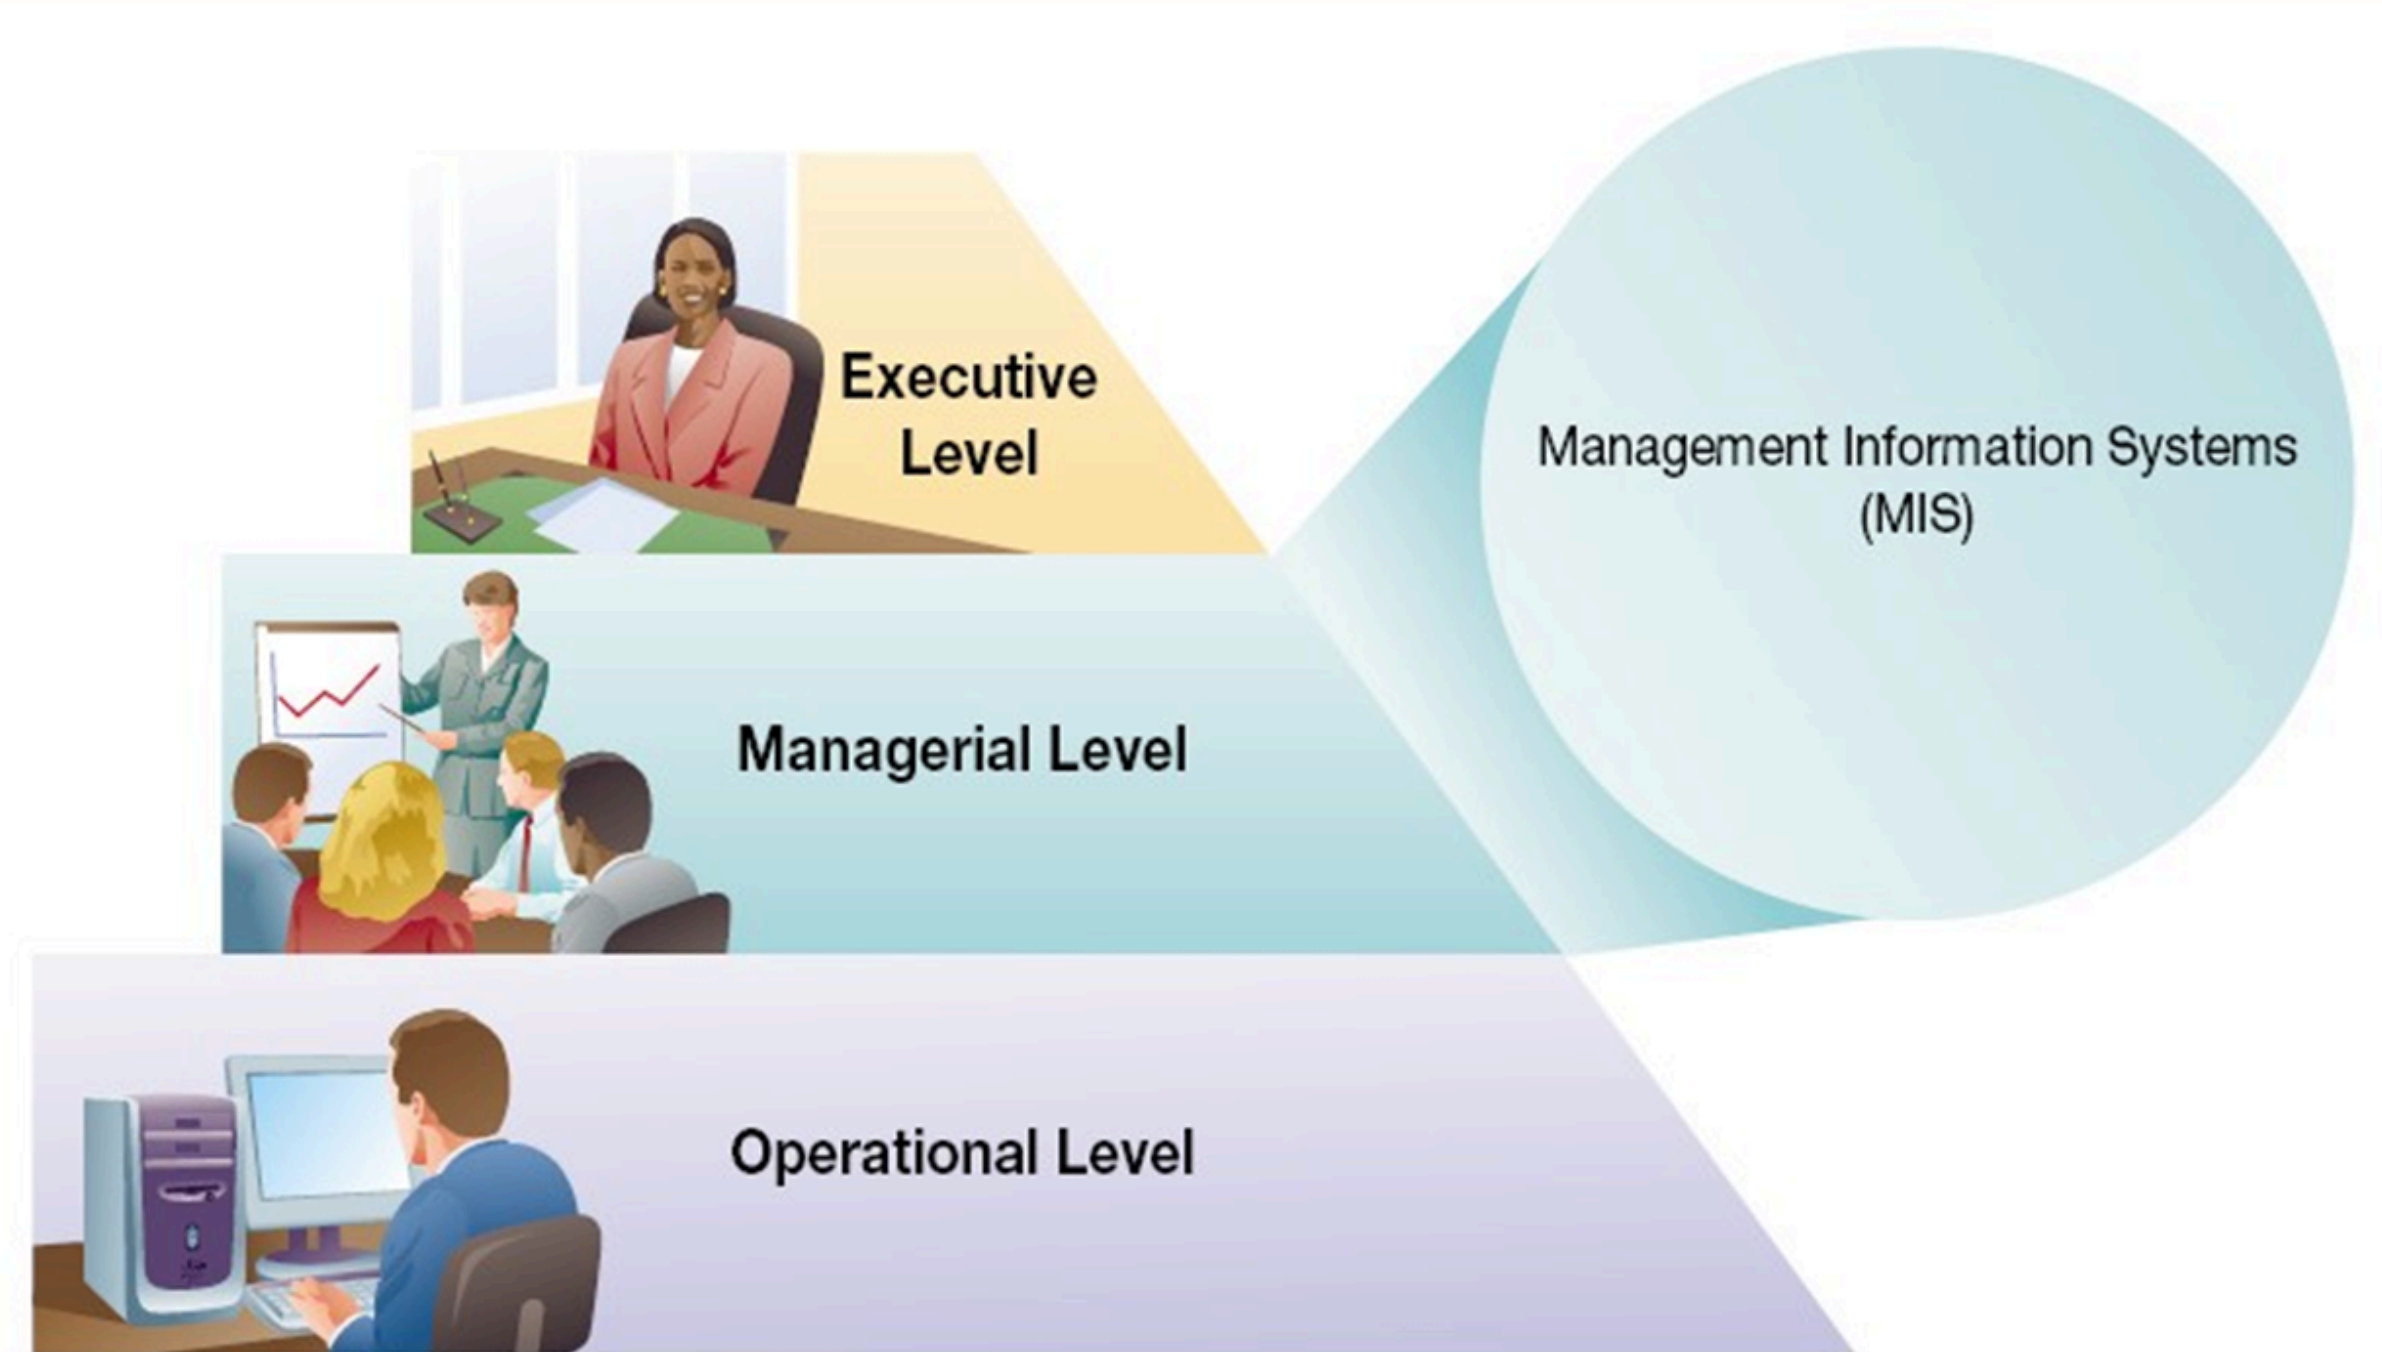 Executive
Level
Management Information Systems
(MIS)
Managerial Level
Operational Level